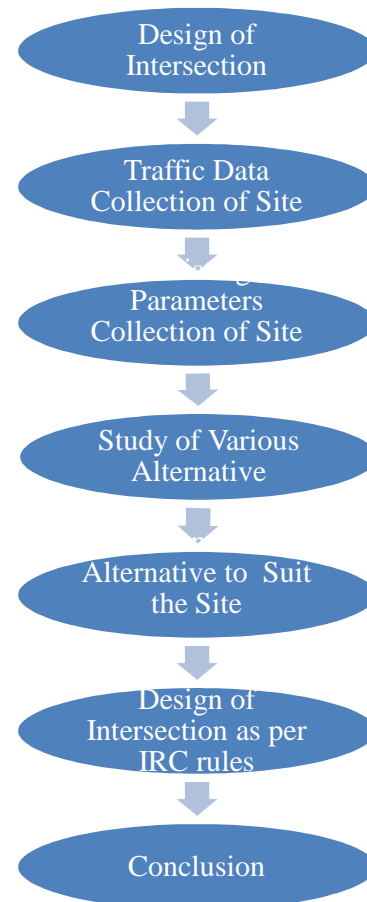 Design of
Intersection
Traffic Data
Collection of Site
Parameters
Collection of Site
Study of Various
Alternative
Alternative to Suit
the Site
Design of
Intersection as per
IRC rules
Conclusion